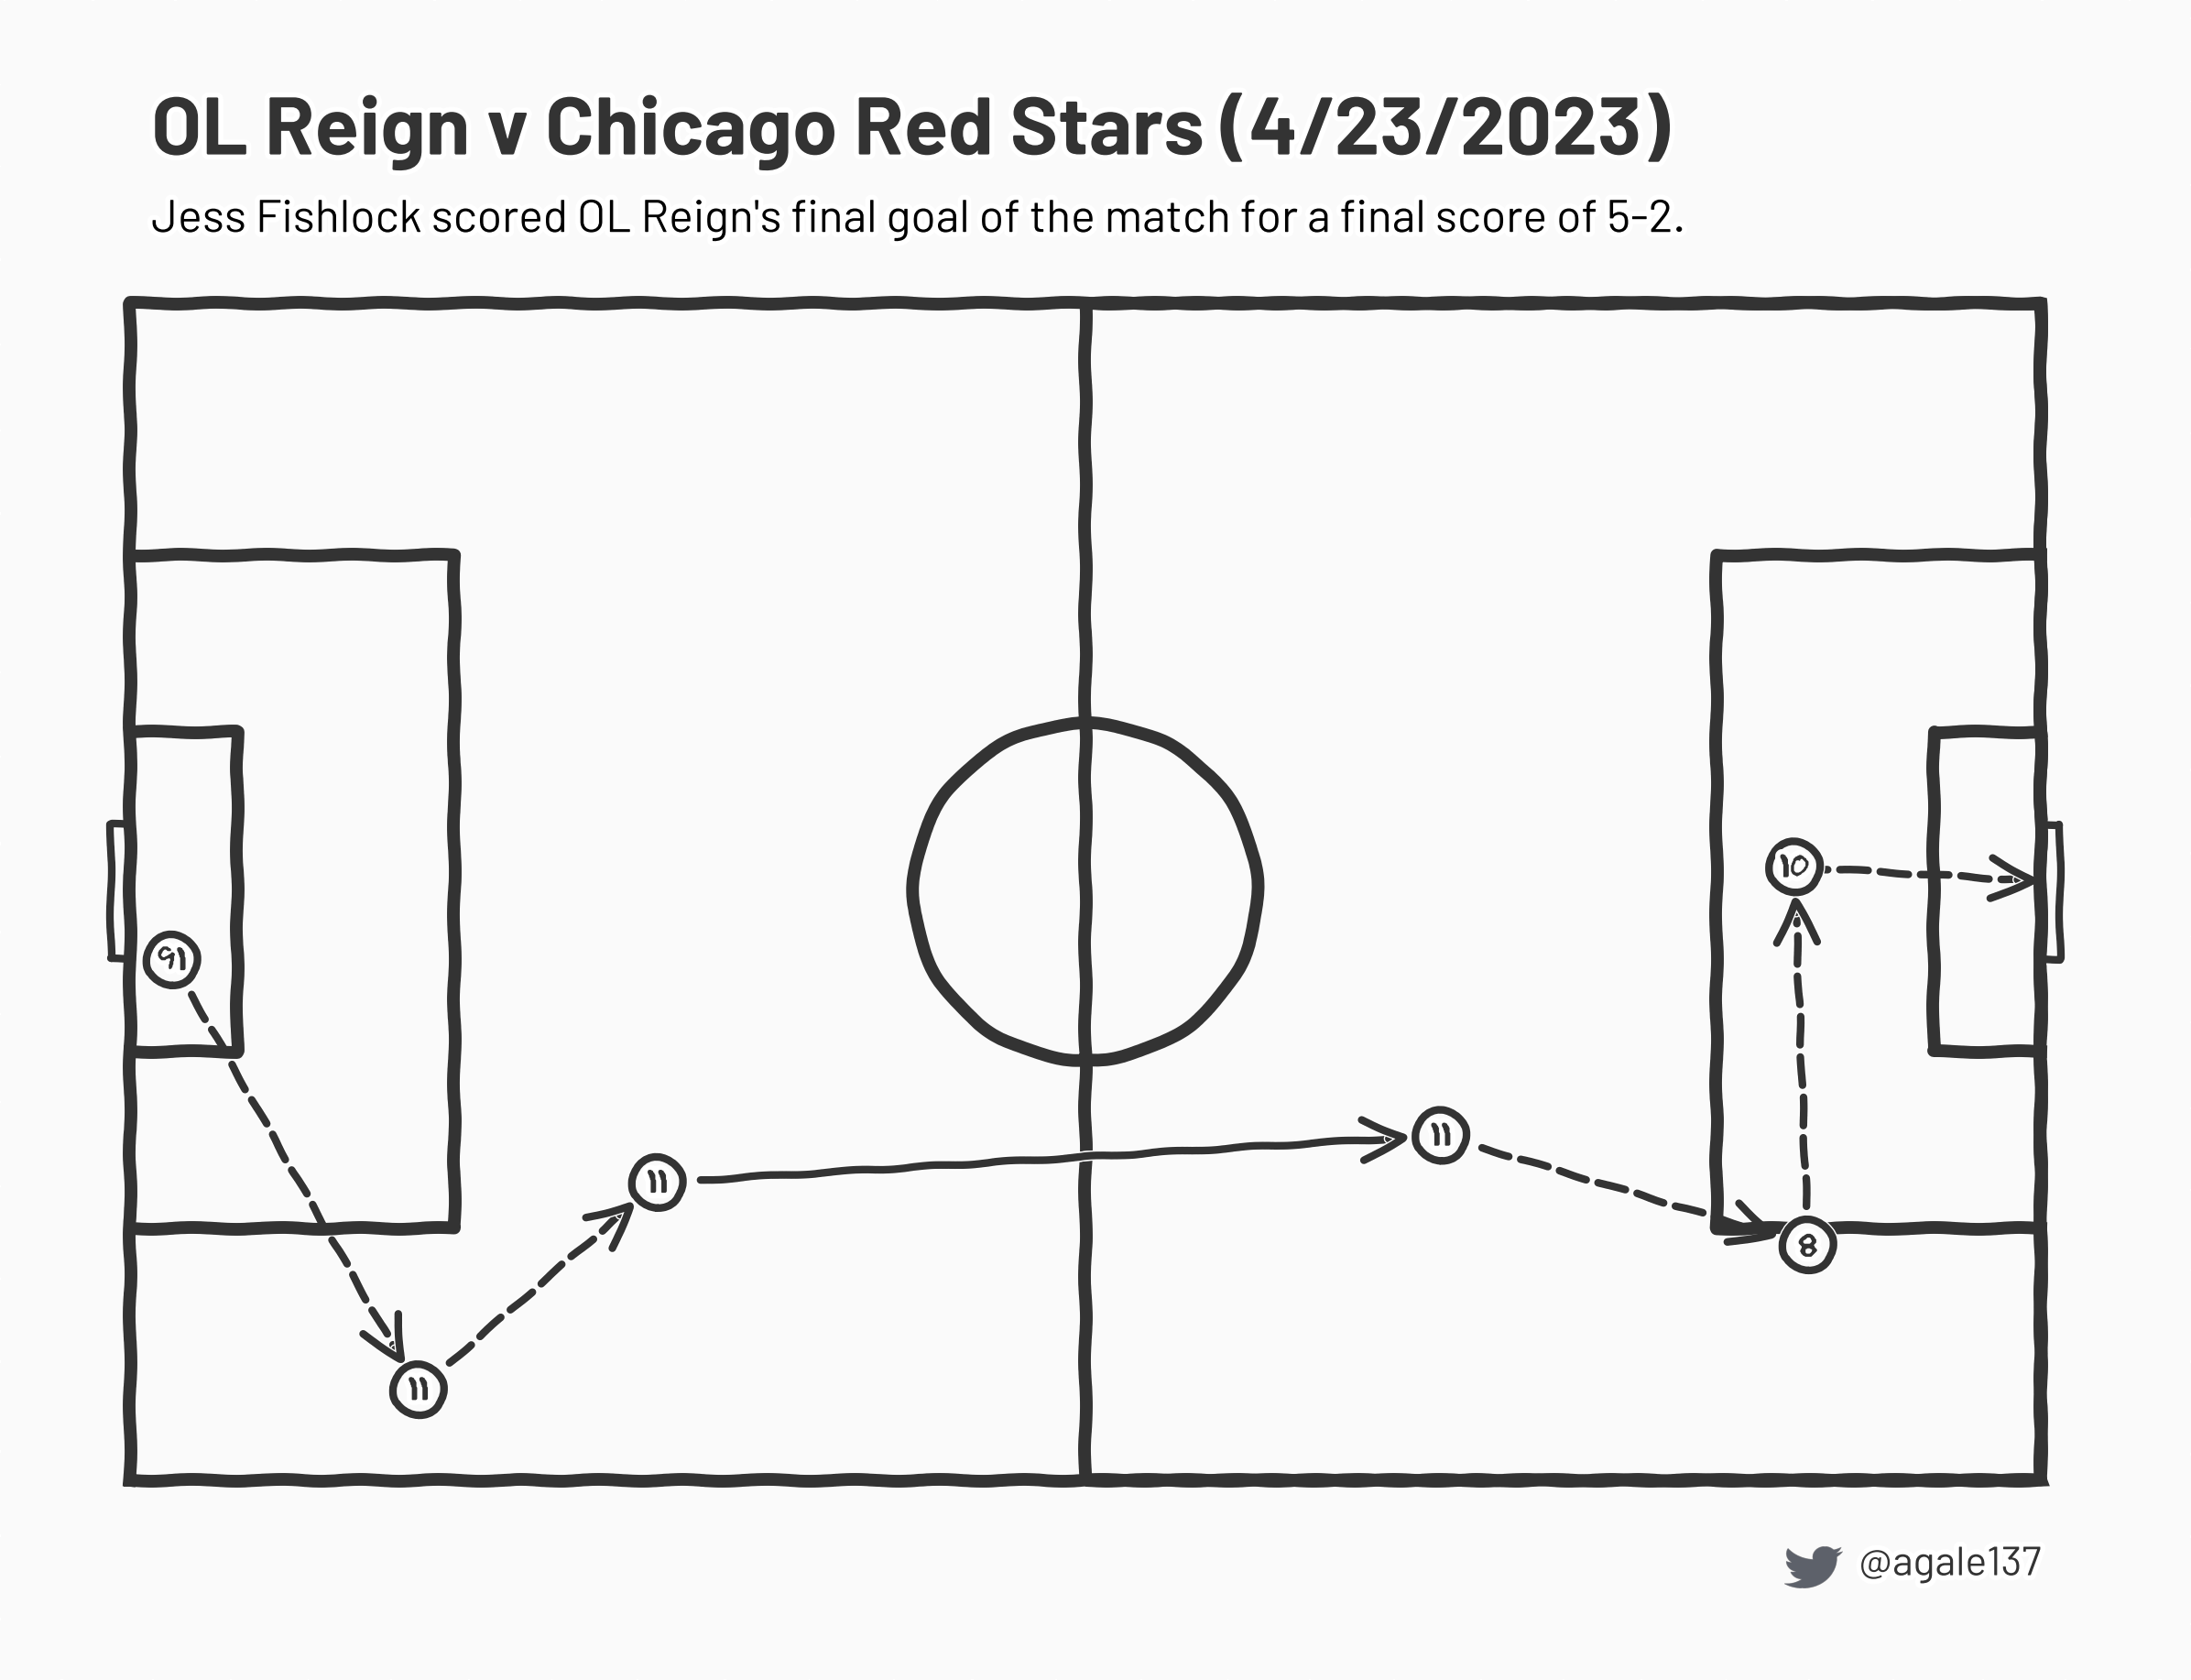 OL Reign v Chicago Red Stars (4/23/2023)
Jess Fishlock scored OL Reign's final goal of the match for a final score of 5-2.
10
91
11
11
8
11
@agale137